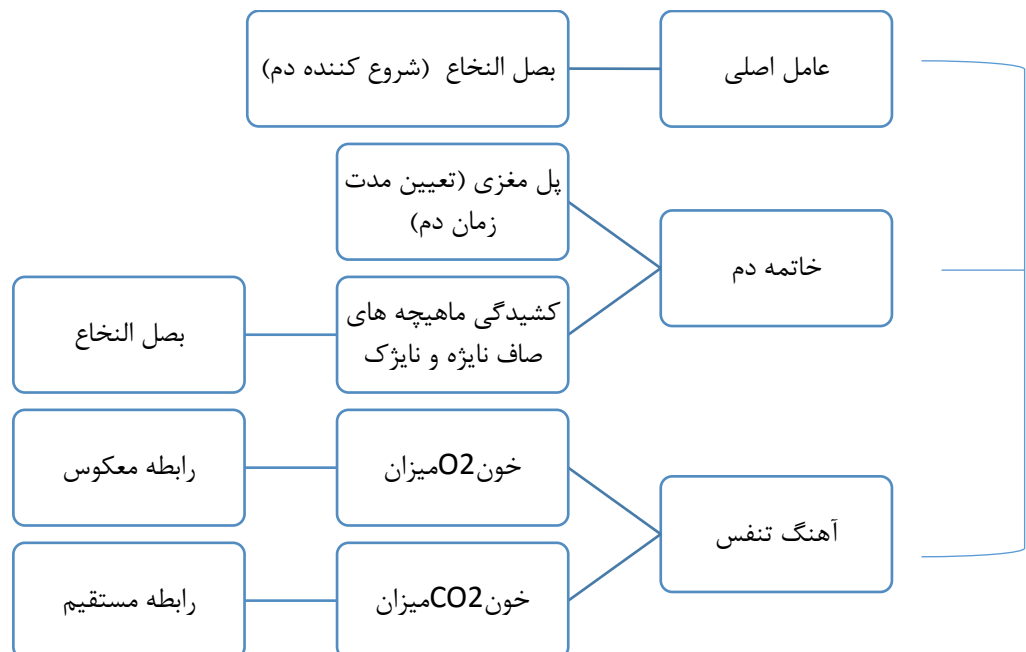 عامل اصلی
بصل النخاع (شروع کننده دم)
خاتمه دم
پل مغزی (تعیین مدت
زمان دم)
کشیدگی ماهیچه های
صاف نایژه و نایژک
بصل النخاع
آهنگ تنفس
میزانO2خون
رابطه معکوس
میزانCO2خون
رابطه مستقیم